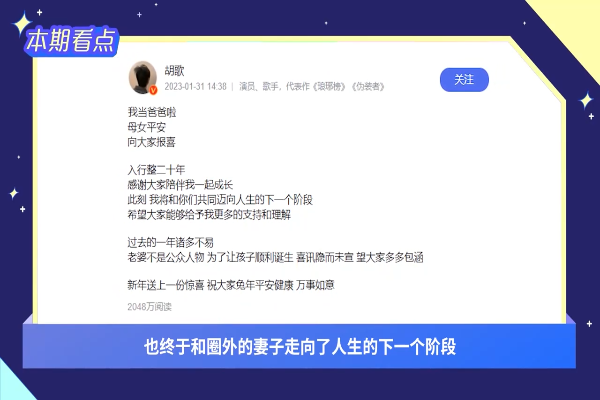 本期看点
胡歌
2023-01-31 14:38 | 演员、歌手,代表作《琅琊榜》《伪装者》
关注
我当爸爸啦
母女平安
向大家报喜
入行整二十年
感谢大家陪伴我一起成长
此刻 我将和你们共同迈向人生的下一个阶段
希望大家能够给予我更多的支持和理解
过去的一年诸多不易
老婆不是公众人物 为了让孩子顺利诞生 喜讯隐而未宣 望大家多多包涵
新年送上一份惊喜 祝大家兔年平安健康 万事如意
2048万阅读
也终于和圈外的妻子走向了人生的下一个阶段